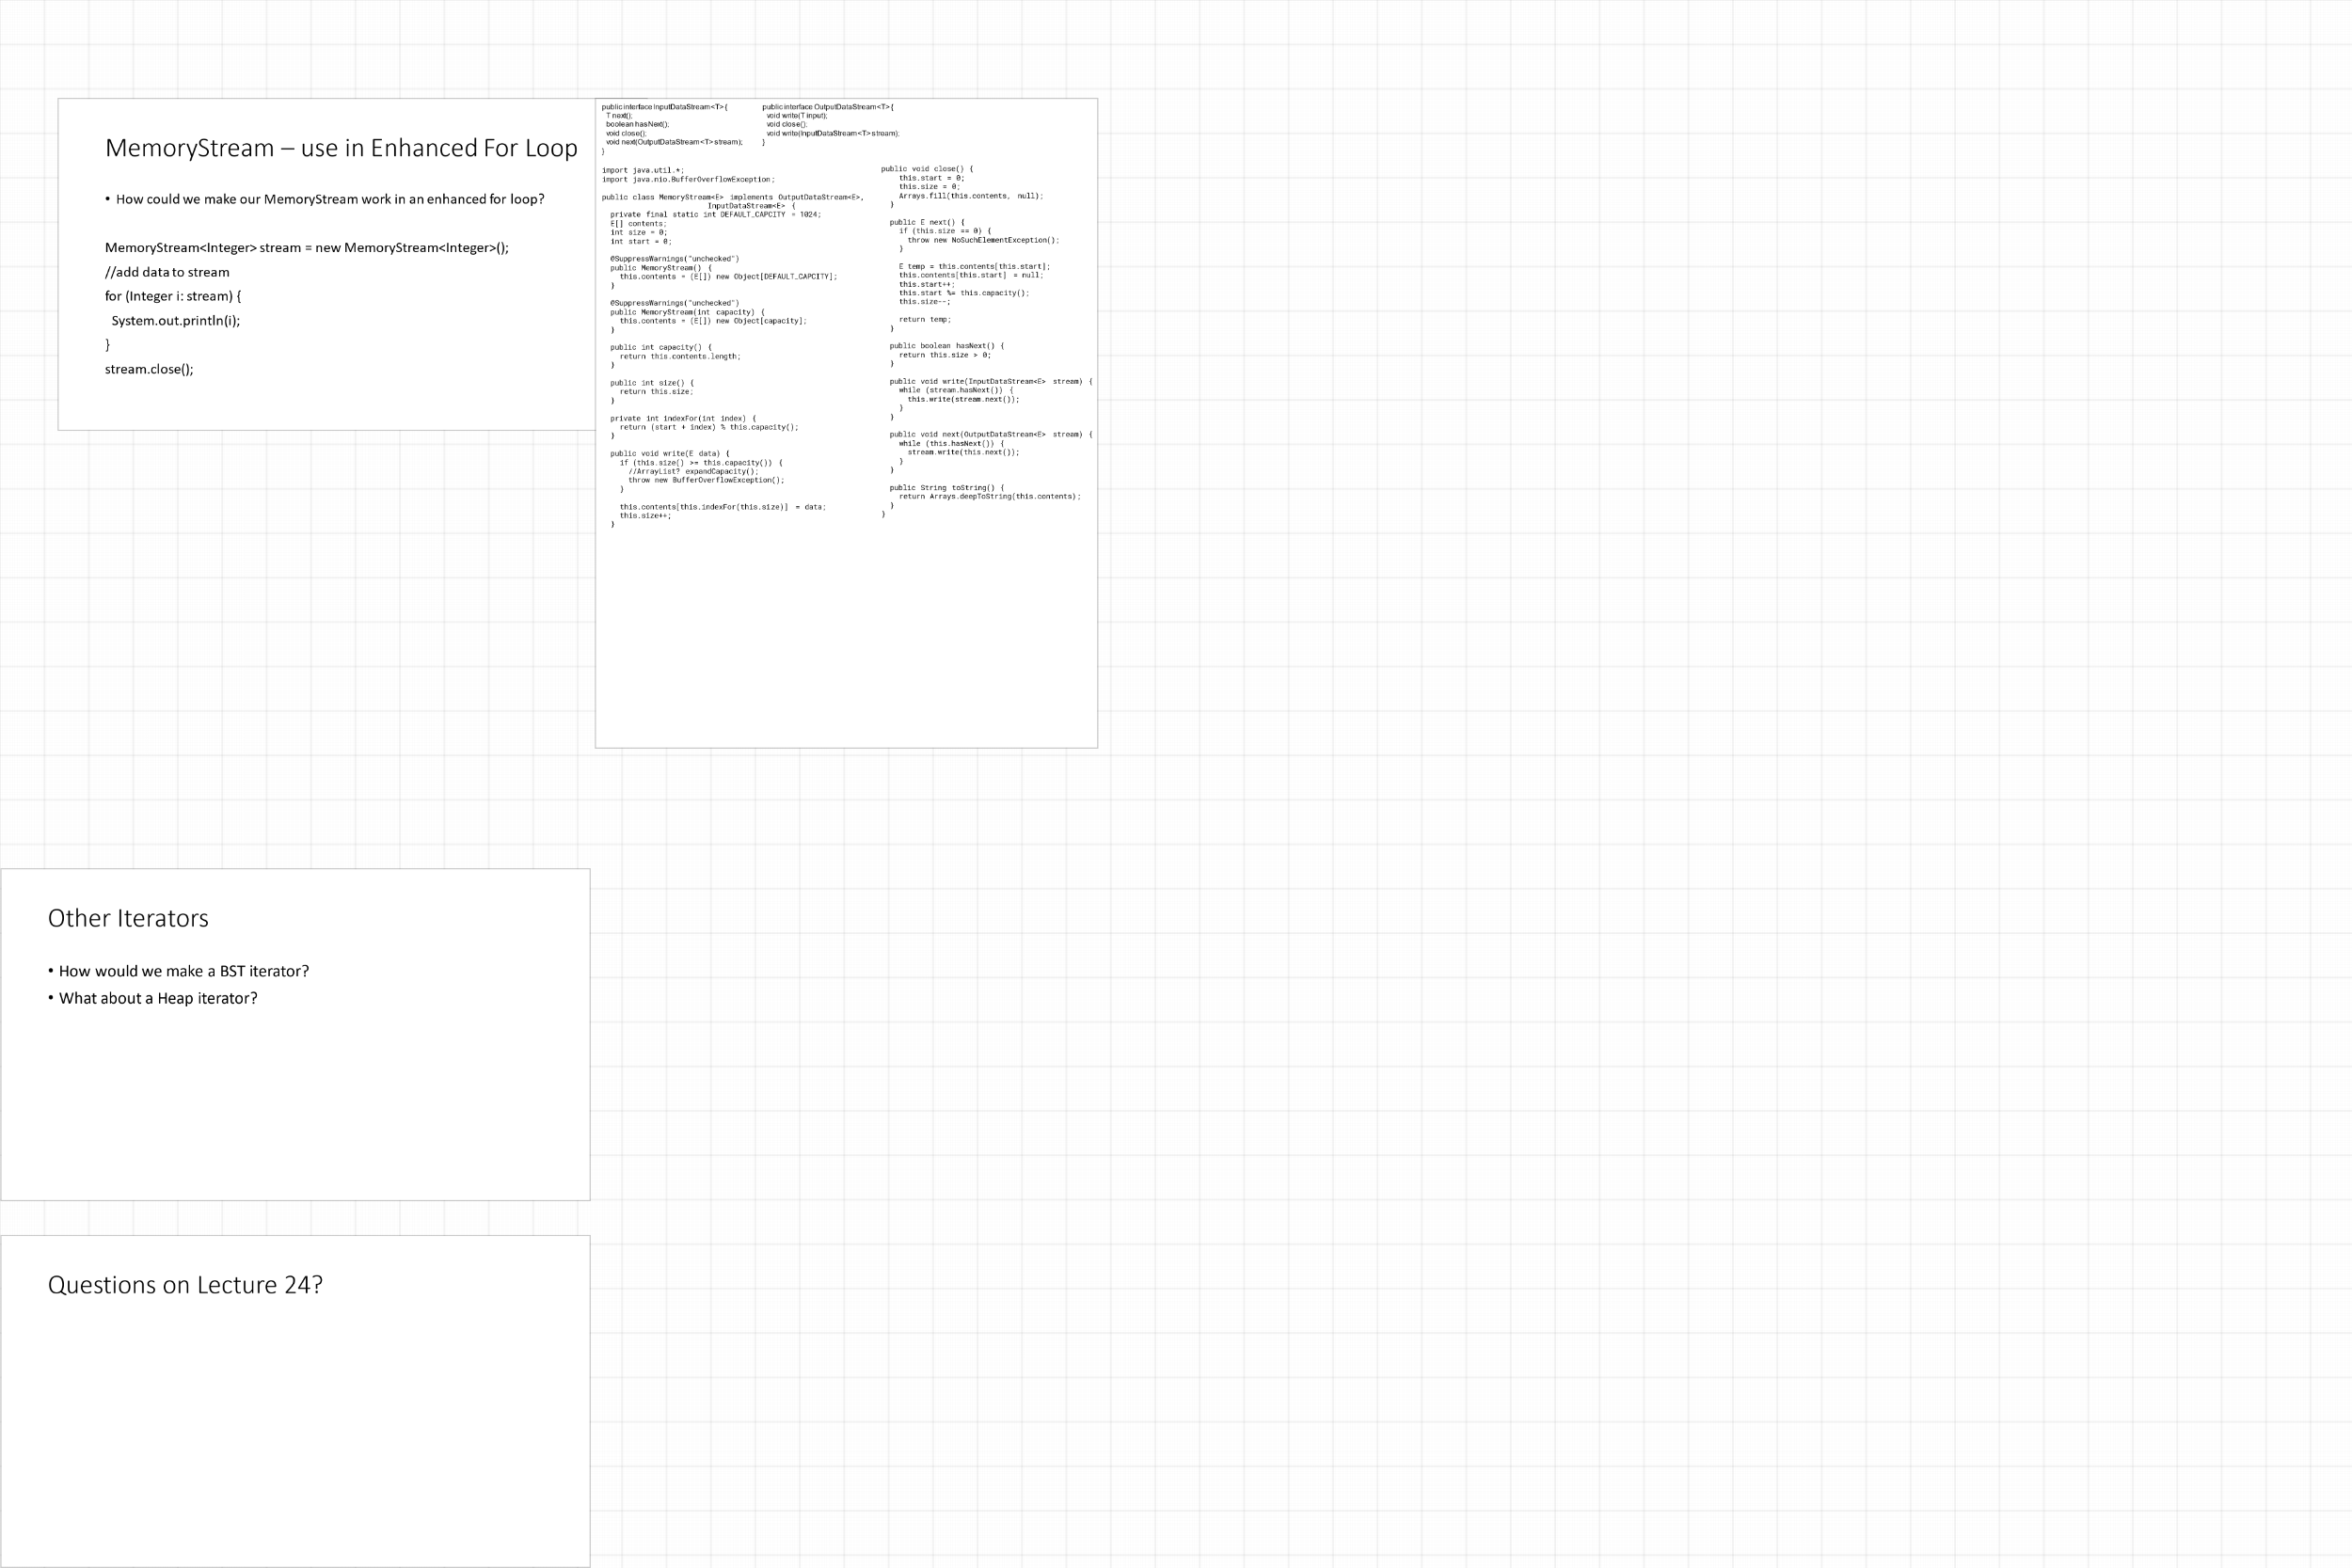 MemoryStream – use in Enhanced For Loop
• How could we make our MemoryStream work in an enhanced for loop?
MemoryStream<Integer> stream = new MemoryStream<Integer>();
//add data to stream
for (Integer i: stream) {
System.out.println(i);
}
stream.close();
public interface InputDataStream<T> {
T next();
boolean hasNext();
void close();
void next(OutputDataStream<T> stream);
}
public interface OutputDataStream<T> {
void write(T input);
void close();
void write(InputDataStream<T> stream);
}
import java.util.*;
import java.nio.BufferOverflowException;
public class MemoryStream<E> implements OutputDataStream<E>,
InputDataStream<E> {
private final static int DEFAULT_CAPCITY = 1024;
E[] contents;
int size = 0;
int start = 0;
@SuppressWarnings("unchecked")
public MemoryStream() {
this.contents = (E[]) new Object[DEFAULT_CAPCITY];
}
@SuppressWarnings("unchecked")
public MemoryStream(int capacity) {
this.contents = (E[]) new Object[capacity];
}
public int capacity() {
return this.contents.length;
}
public int size() {
return this.size;
}
private int indexFor(int index) {
return (start + index) % this.capacity();
}
public void write(E data) {
if (this.size() >= this.capacity()) {
//ArrayList? expandCapacity();
throw new BufferOverflowException();
}
this.contents[this.indexFor(this.size)] = data;
this.size++;
}
public void close() {
this.start = 0;
this.size = 0;
Arrays.fill(this.contents, null);
}
public E next() {
if (this.size == 0) {
throw new NoSuchElementException();
}
E temp = this.contents[this.start];
this.contents[this.start] = null;
this.start++;
this.start %= this.capacity();
this.size--;
return temp;
}
public boolean hasNext() {
return this.size > 0;
}
public void write(InputDataStream<E> stream) {
while (stream.hasNext()) {
this.write(stream.next());
}
}
public void next(OutputDataStream<E> stream) {
while (this.hasNext()) {
stream.write(this.next());
}
}
public String toString() {
return Arrays.deepToString(this.contents);
}
}
Other Iterators
• How would we make a BST iterator?
• What about a Heap iterator?
Questions on Lecture 24?